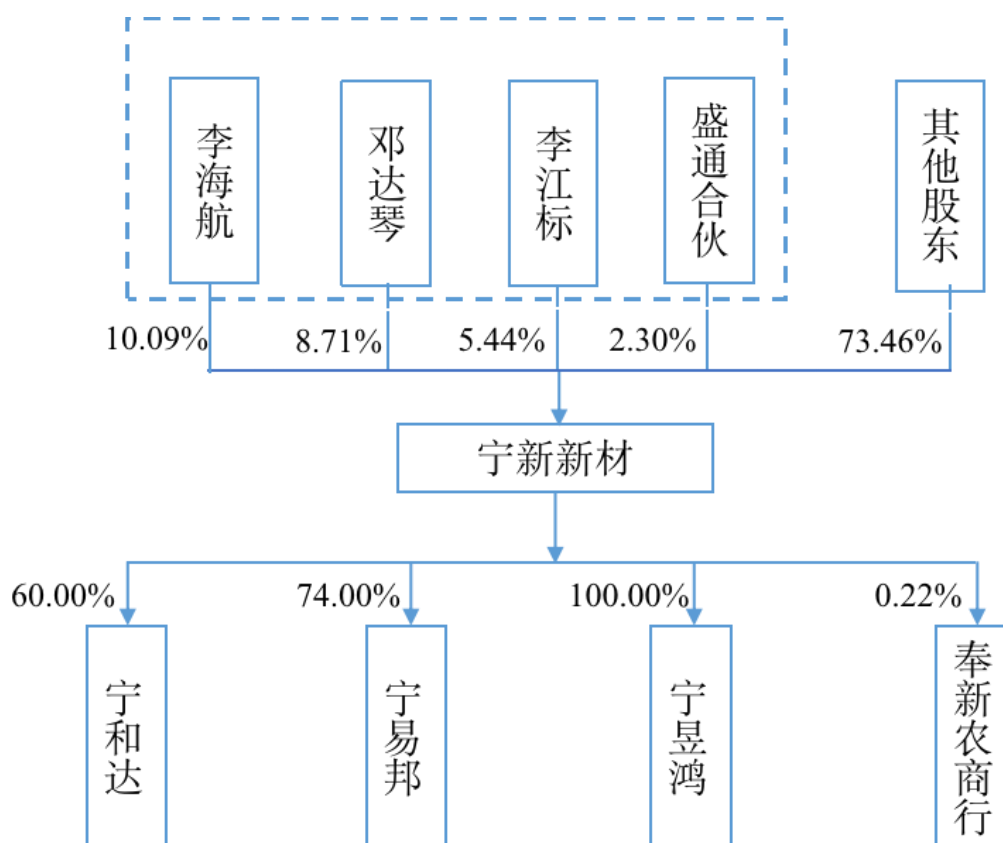 李海航
邓达琴
李江标
盛通合伙
其他股东
10.09%
8.71%
5.44%
2.30%
73.46%
宁新新材
60.00%
74.00%
100.00%
0.22%
宁和达
宁易邦
宁昱鸿
奉新农商行